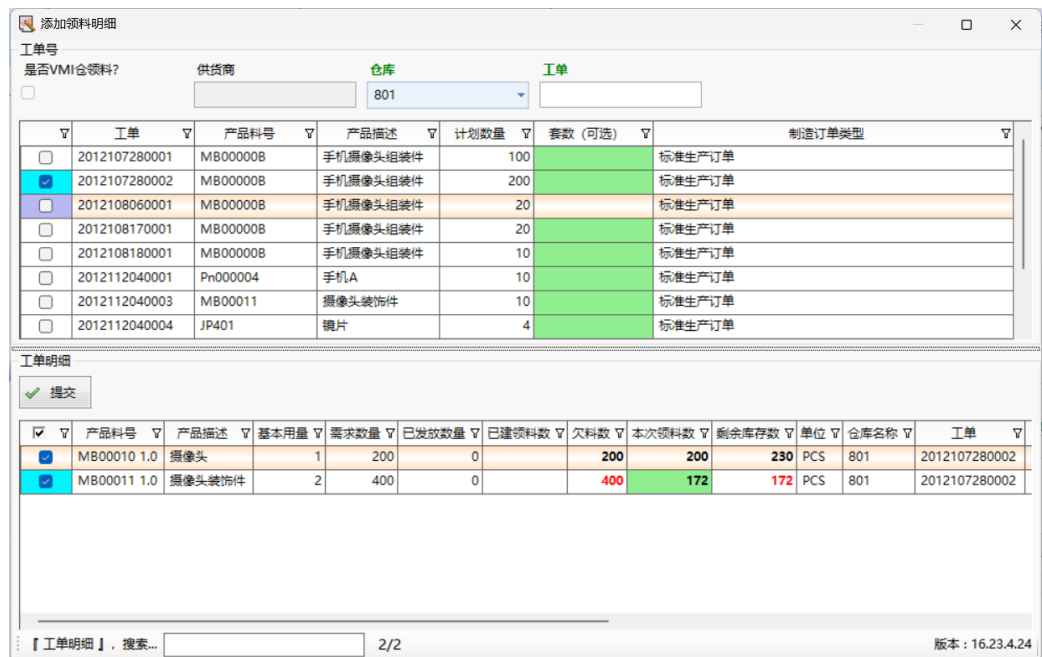 添加领料明细
工单号
是否VMI仓领料? 供货商 仓库 工单
801
工单 产品料号 产品描述 计划数量 套数（可选） 制造订单类型
2012107280001 MB00000B 手机摄像头组装件 100 标准生产订单
2012107280002 MB00000B 手机摄像头组装件 200 标准生产订单
2012108060001 MB00000B 手机摄像头组装件 20 标准生产订单
2012108170001 MB00000B 手机摄像头组装件 20 标准生产订单
2012108180001 MB00000B 手机摄像头组装件 10 标准生产订单
2012112040001 Pn000004 手机A 10 标准生产订单
2012112040003 MB00011 摄像头装饰件 10 标准生产订单
2012112040004 JP401 镜片 4 标准生产订单
工单明细
提交
产品料号 产品描述 基本用量 需求数量 已发放数量 已建领料数 欠料数 本次领料数 剩余库存数 单位 仓库名称 工单
MB00010 1.0 摄像头 1 200 0 200 200 230 PCS 801 2012107280002
MB00011 1.0 摄像头装饰件 2 400 0 400 172 172 PCS 801 2012107280002
『工单明细』, 搜索... 2/2 版本：16.23.4.24